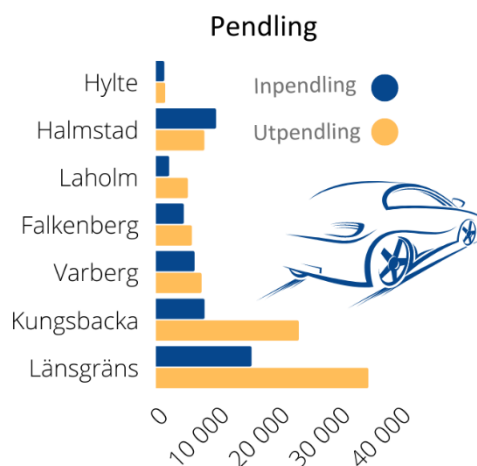 Pendling
Inpendling
Utpendling
Hylte
Halmstad
Laholm
Falkenberg
Varberg
Kungsbacka
Länsgräns
0
10 000
20 000
30 000
40 000